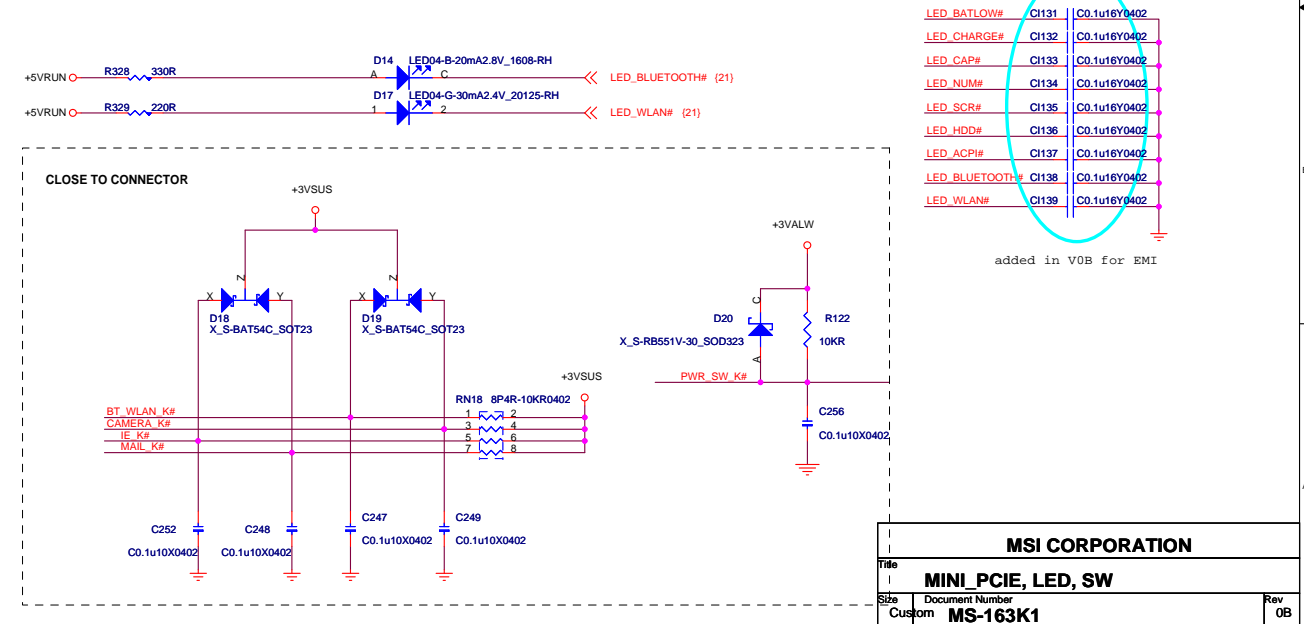 LED_BATLOW# CI131 C0.1u16Y0402
LED_CHARGE# CI132 C0.1u16Y0402
LED_CAP# CI133 C0.1u16Y0402
LED_NUM# CI134 C0.1u16Y0402
LED_SCR# CI135 C0.1u16Y0402
LED_HDD# CI136 C0.1u16Y0402
LED_ACPI# CI137 C0.1u16Y0402
LED_BLUETOOTH# CI138 C0.1u16Y0402
LED_WLAN# CI139 C0.1u16Y0402
added in V0B for EMI
D14 LED04-B-20mA2.8V_1608-RH
+5VRUN R328 330R A C LED_BLUETOOTH# {21}
D17 LED04-G-30mA2.4V_20125-RH
+5VRUN R329 220R 1 2 LED_WLAN# {21}
CLOSE TO CONNECTOR
+3VSUS
Z Z
X Y X Y
D18 D19
X_S-BAT54C_SOT23 X_S-BAT54C_SOT23
+3VALW
C
D20 R122
X_S-RB551V-30_SOD323 10KR
A
PWR_SW_K#
C256
C0.1u10X0402
+3VSUS
RN18 8P4R-10KR0402
BT_WLAN_K# 1 2
CAMERA_K# 3 4
IE_K# 5 6
MAIL_K# 7 8
C252 C248 C247 C249
C0.1u10X0402 C0.1u10X0402 C0.1u10X0402 C0.1u10X0402
MSI CORPORATION
Title
MINI_PCIE, LED, SW
Size Document Number Rev
Custom MS-163K1 0B